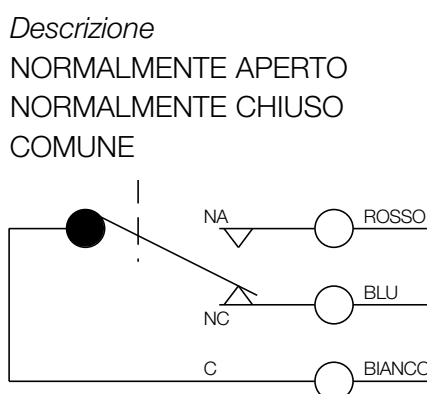 Descrizione
NORMALMENTE APERTO
NORMALMENTE CHIUSO
COMUNE
NA ROSSO
BLU
NC
C BIANCO